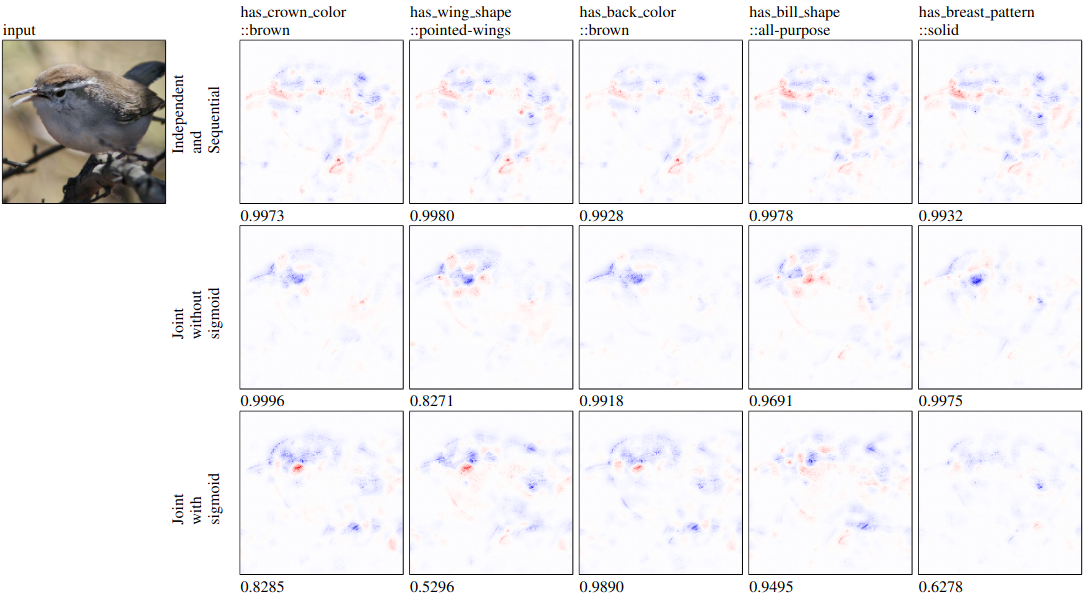 input
has_crown_color
::brown
has_wing_shape
::pointed-wings
has_back_color
::brown
has_bill_shape
::all-purpose
has_breast_pattern
::solid
Independent
and
Sequential
0.9973
0.9980
0.9928
0.9978
0.9932
Joint
without
sigmoid
0.9996
0.8271
0.9918
0.9691
0.9975
Joint
with
sigmoid
0.8285
0.5296
0.9890
0.9495
0.6278